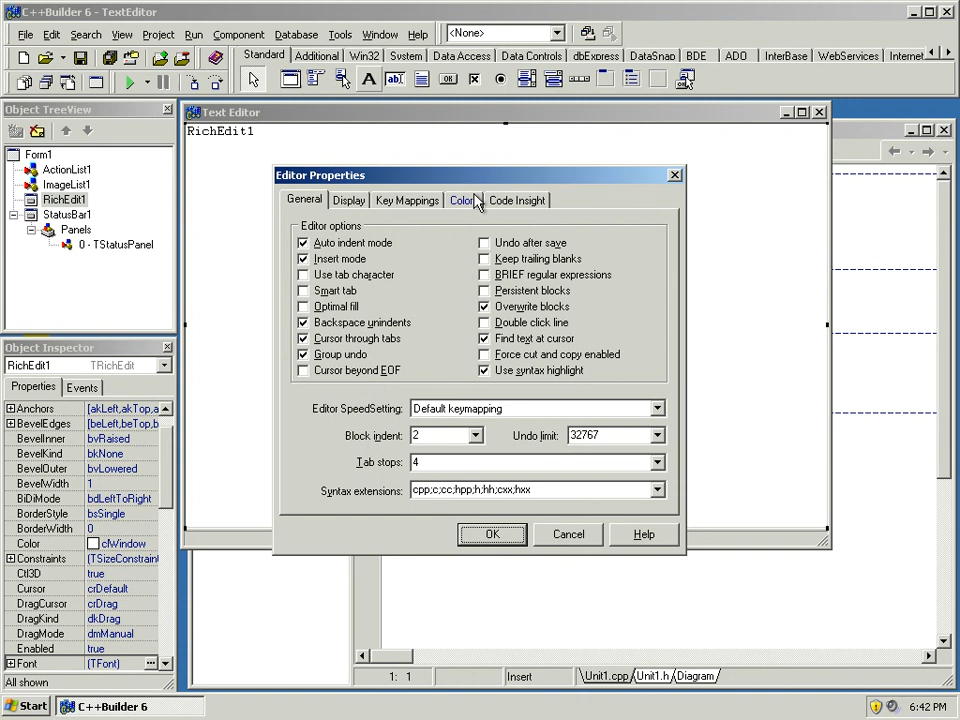 C++Builder 6 - TextEditor
File Edit Search View Project Run Component Database Tools Window Help <None>
Standard Additional Win32 System Data Access Data Controls dbExpress DataSnap BDE ADO InterBase WebServices Internet
Object TreeView
Form1
ActionList1
ImageList1
RichEdit1
StatusBar1
Panels
0 - TStatusPanel
Object Inspector
RichEdit1 TRichEdit
Properties Events
Anchors [akLeft,akTop,a
BevelEdges [beLeft,beTop,b
BevelInner bvRaised
BevelKind bkNone
BevelOuter bvLowered
BevelWidth 1
BiDiMode bdLeftToRight
BorderStyle bsSingle
BorderWidth 0
Color clWindow
Constraints (TSizeConstrain
Ctl3D true
Cursor crDefault
DragCursor crDrag
DragKind dkDrag
DragMode dmManual
Enabled true
Font (TFont) ...
All shown
Text Editor
RichEdit1
Editor Properties
General Display Key Mappings Color Code Insight
Editor options
Auto indent mode
Insert mode
Use tab character
Smart tab
Optimal fill
Backspace unindents
Cursor through tabs
Group undo
Cursor beyond EOF
Undo after save
Keep trailing blanks
BRIEF regular expressions
Persistent blocks
Overwrite blocks
Double click line
Find text at cursor
Force cut and copy enabled
Use syntax highlight
Editor SpeedSetting: Default keymapping
Block indent: 2 Undo limit: 32767
Tab stops: 4
Syntax extensions: cpp;c;cc;hpp;h;hh;cxx;hxx
OK Cancel Help
1: 1 Insert Unit1.cpp Unit1.h Diagram
Start C++Builder 6 6:42 PM